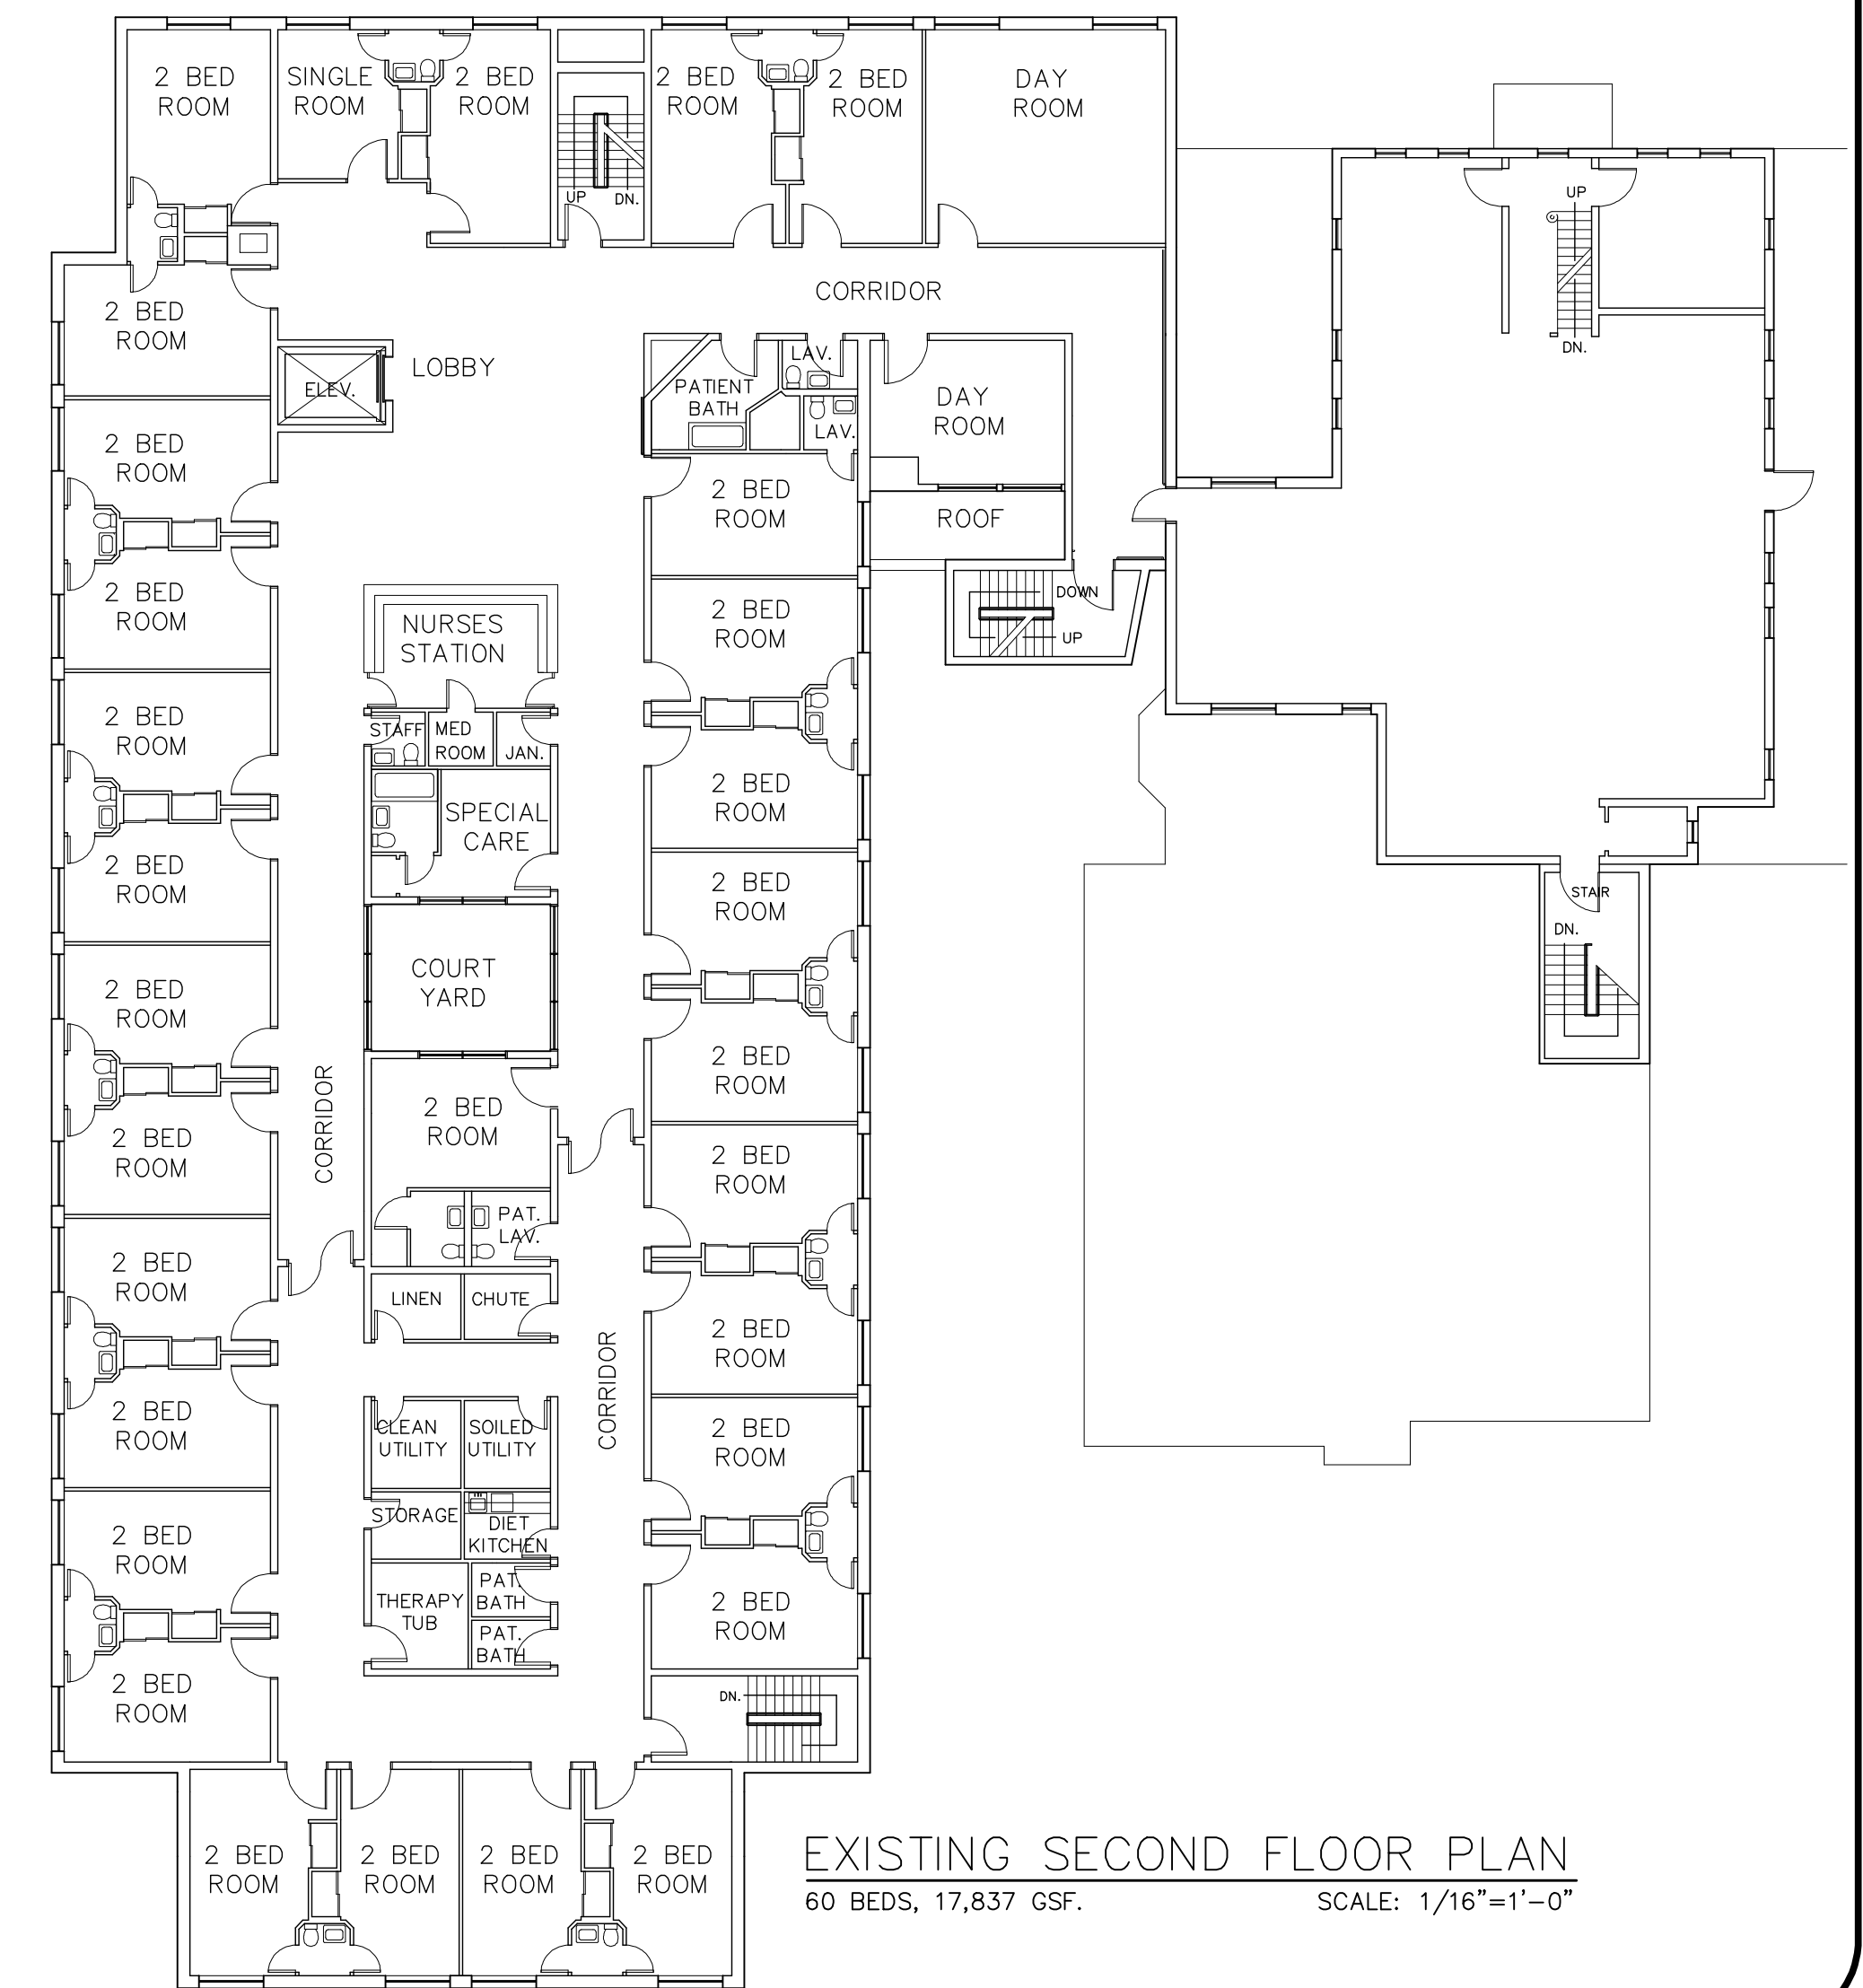 2 BED
ROOM
SINGLE
ROOM
2 BED
ROOM
UP
DN.
2 BED
ROOM
2 BED
ROOM
DAY
ROOM
UP
DN.
CORRIDOR
2 BED
ROOM
ELEV.
LOBBY
PATIENT
BATH
LAV.
LAV.
DAY
ROOM
ROOF
2 BED
ROOM
2 BED
ROOM
2 BED
ROOM
NURSES
STATION
2 BED
ROOM
DOWN
UP
STAFF
MED
ROOM
JAN.
2 BED
ROOM
2 BED
ROOM
SPECIAL
CARE
2 BED
ROOM
2 BED
ROOM
STAIR
DN.
COURT
YARD
2 BED
ROOM
2 BED
ROOM
CORRIDOR
2 BED
ROOM
2 BED
ROOM
2 BED
ROOM
PAT.
LAV.
2 BED
ROOM
LINEN
CHUTE
2 BED
ROOM
CORRIDOR
2 BED
ROOM
CLEAN
UTILITY
SOILED
UTILITY
2 BED
ROOM
2 BED
ROOM
STORAGE
DIET
KITCHEN
THERAPY
TUB
PAT.
BATH
PAT.
BATH
2 BED
ROOM
2 BED
ROOM
DN.
2 BED
ROOM
2 BED
ROOM
2 BED
ROOM
2 BED
ROOM
EXISTING SECOND FLOOR PLAN
60 BEDS, 17,837 GSF.
SCALE: 1/16"=1'-0"